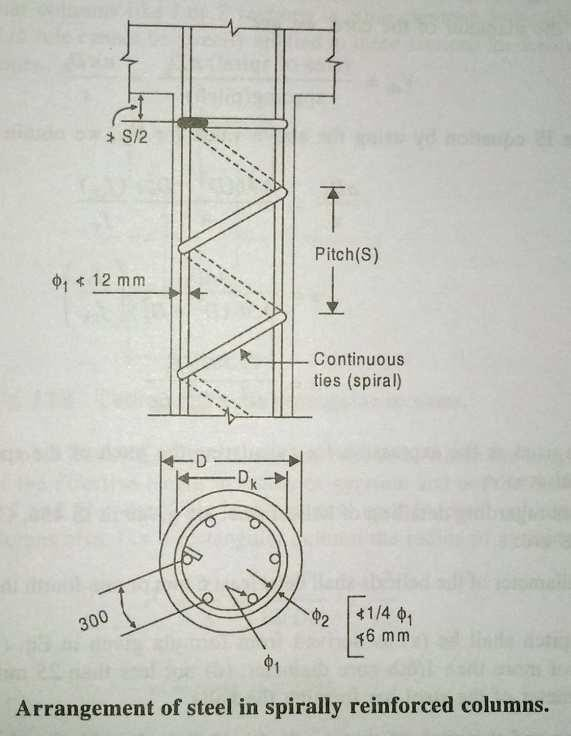 ≯ S/2
Pitch(S)
ϕ₁ ≮ 12 mm
Continuous
ties (spiral)
D
Dₖ
300
ϕ₂
≮1/4 ϕ₁
≮6 mm
ϕ₁
Arrangement of steel in spirally reinforced columns.